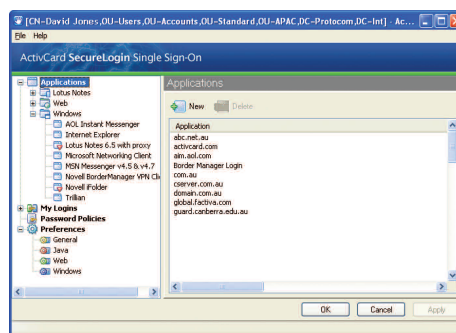 [CN-David Jones,OU-Users,OU-Accounts,OU-Standard,OU-APAC,DC-Protocom,DC-Int] - Ac...
File Help
ActivCard SecureLogin Single Sign-On
Applications
Lotus Notes
Web
Windows
AOL Instant Messenger
Internet Explorer
Lotus Notes 6.5 with proxy
Microsoft Networking Client
MSN Messenger v4.5 & v4.7
Novell BorderManager VPN Clie
Novell iFolder
Trillian
My Logins
Password Policies
Preferences
General
Java
Web
Windows
Applications
New Delete
Application
abc.net.au
activcard.com
aim.aol.com
Border Manager Login
com.au
cserver.com.au
domain.com.au
global.factiva.com
guard.canberra.edu.au
OK Cancel Apply